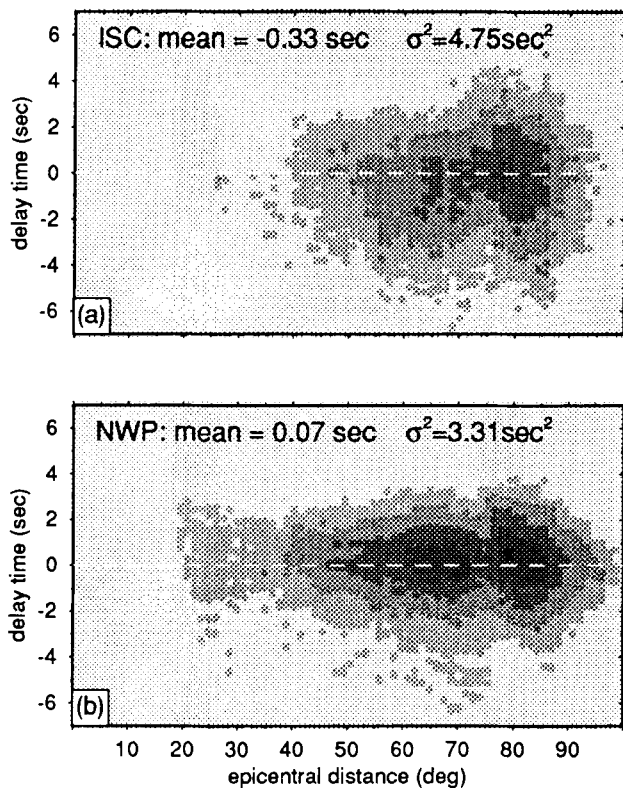 ISC: mean = -0.33 sec σ²=4.75sec²
6
4
2
0
-2
-4
-6
delay time (sec)
(a)
NWP: mean = 0.07 sec σ²=3.31sec²
6
4
2
0
-2
-4
-6
delay time (sec)
(b)
10 20 30 40 50 60 70 80 90
epicentral distance (deg)